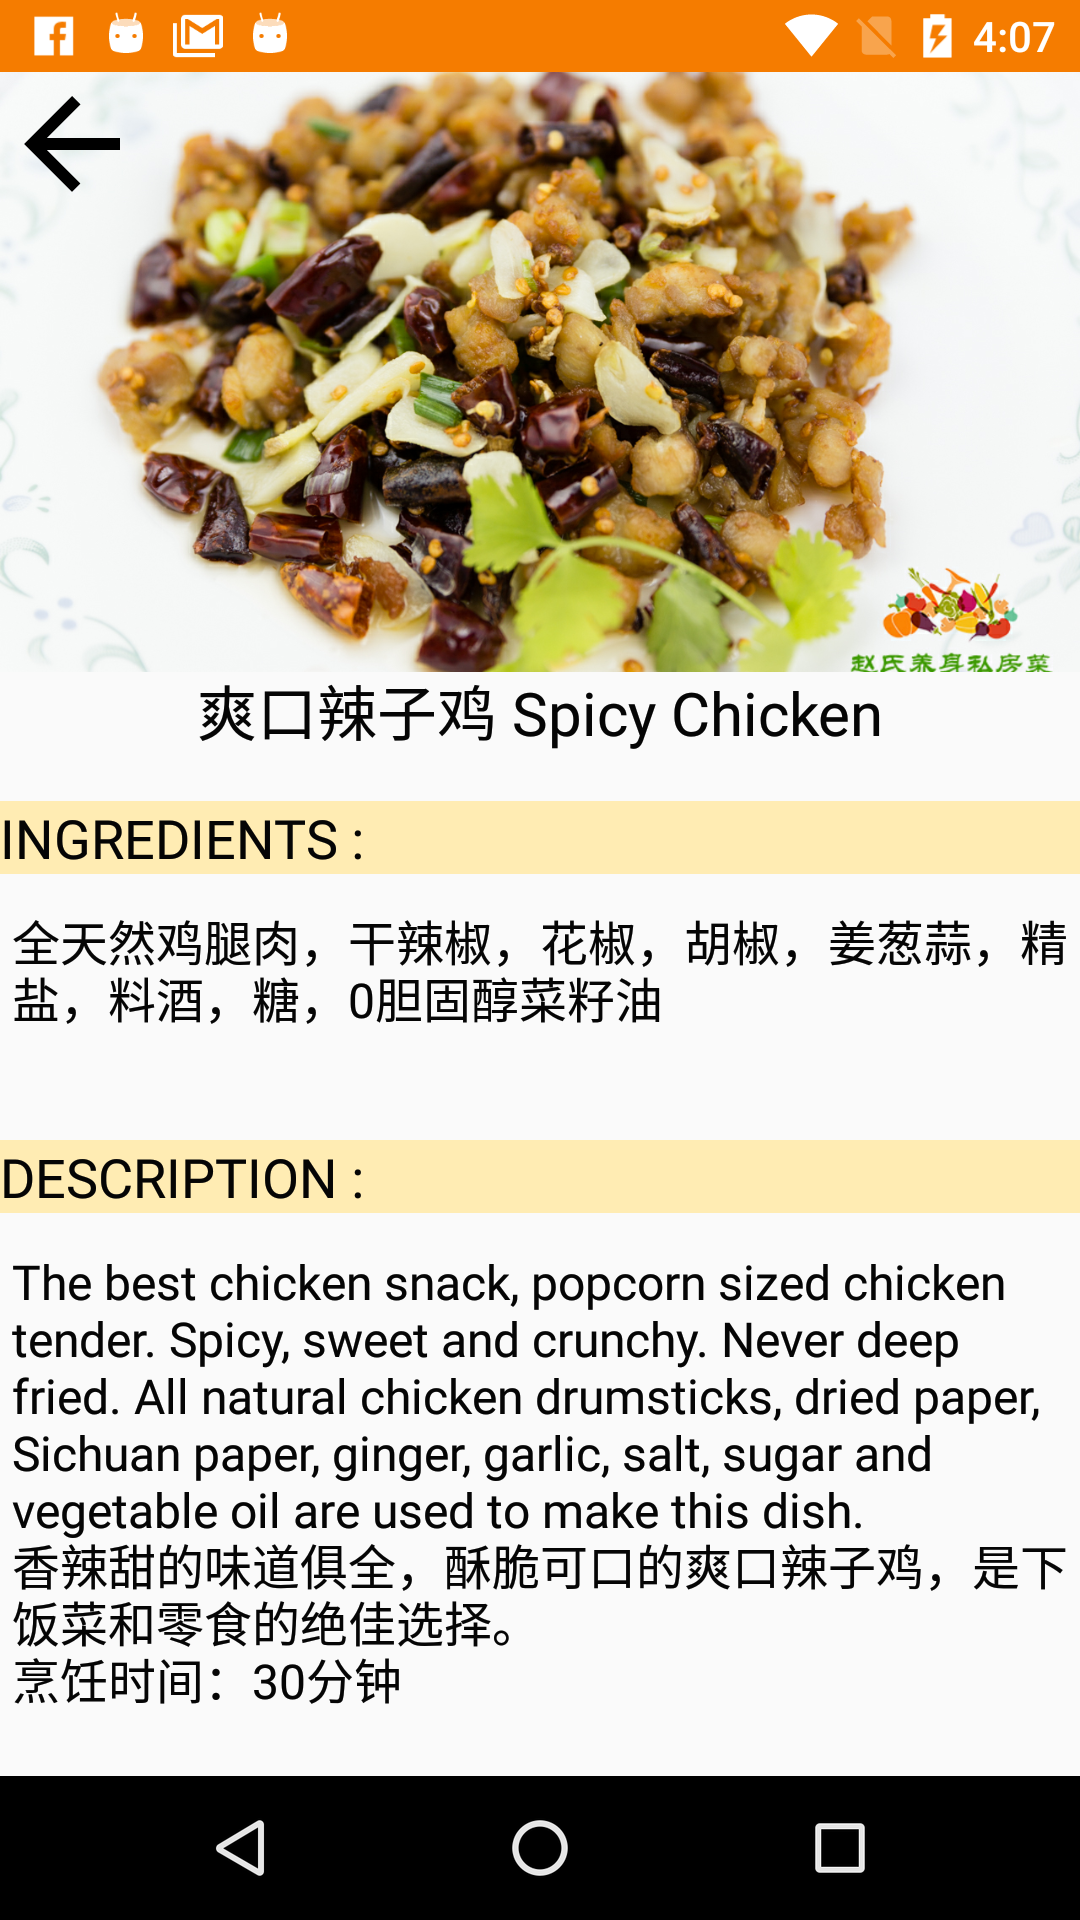 4:07
赵氏养身私房菜
爽口辣子鸡 Spicy Chicken
INGREDIENTS :
全天然鸡腿肉，干辣椒，花椒，胡椒，姜葱蒜，精
盐，料酒，糖，0胆固醇菜籽油
DESCRIPTION :
The best chicken snack, popcorn sized chicken
tender. Spicy, sweet and crunchy. Never deep
fried. All natural chicken drumsticks, dried paper,
Sichuan paper, ginger, garlic, salt, sugar and
vegetable oil are used to make this dish.
香辣甜的味道俱全，酥脆可口的爽口辣子鸡，是下
饭菜和零食的绝佳选择。
烹饪时间：30分钟